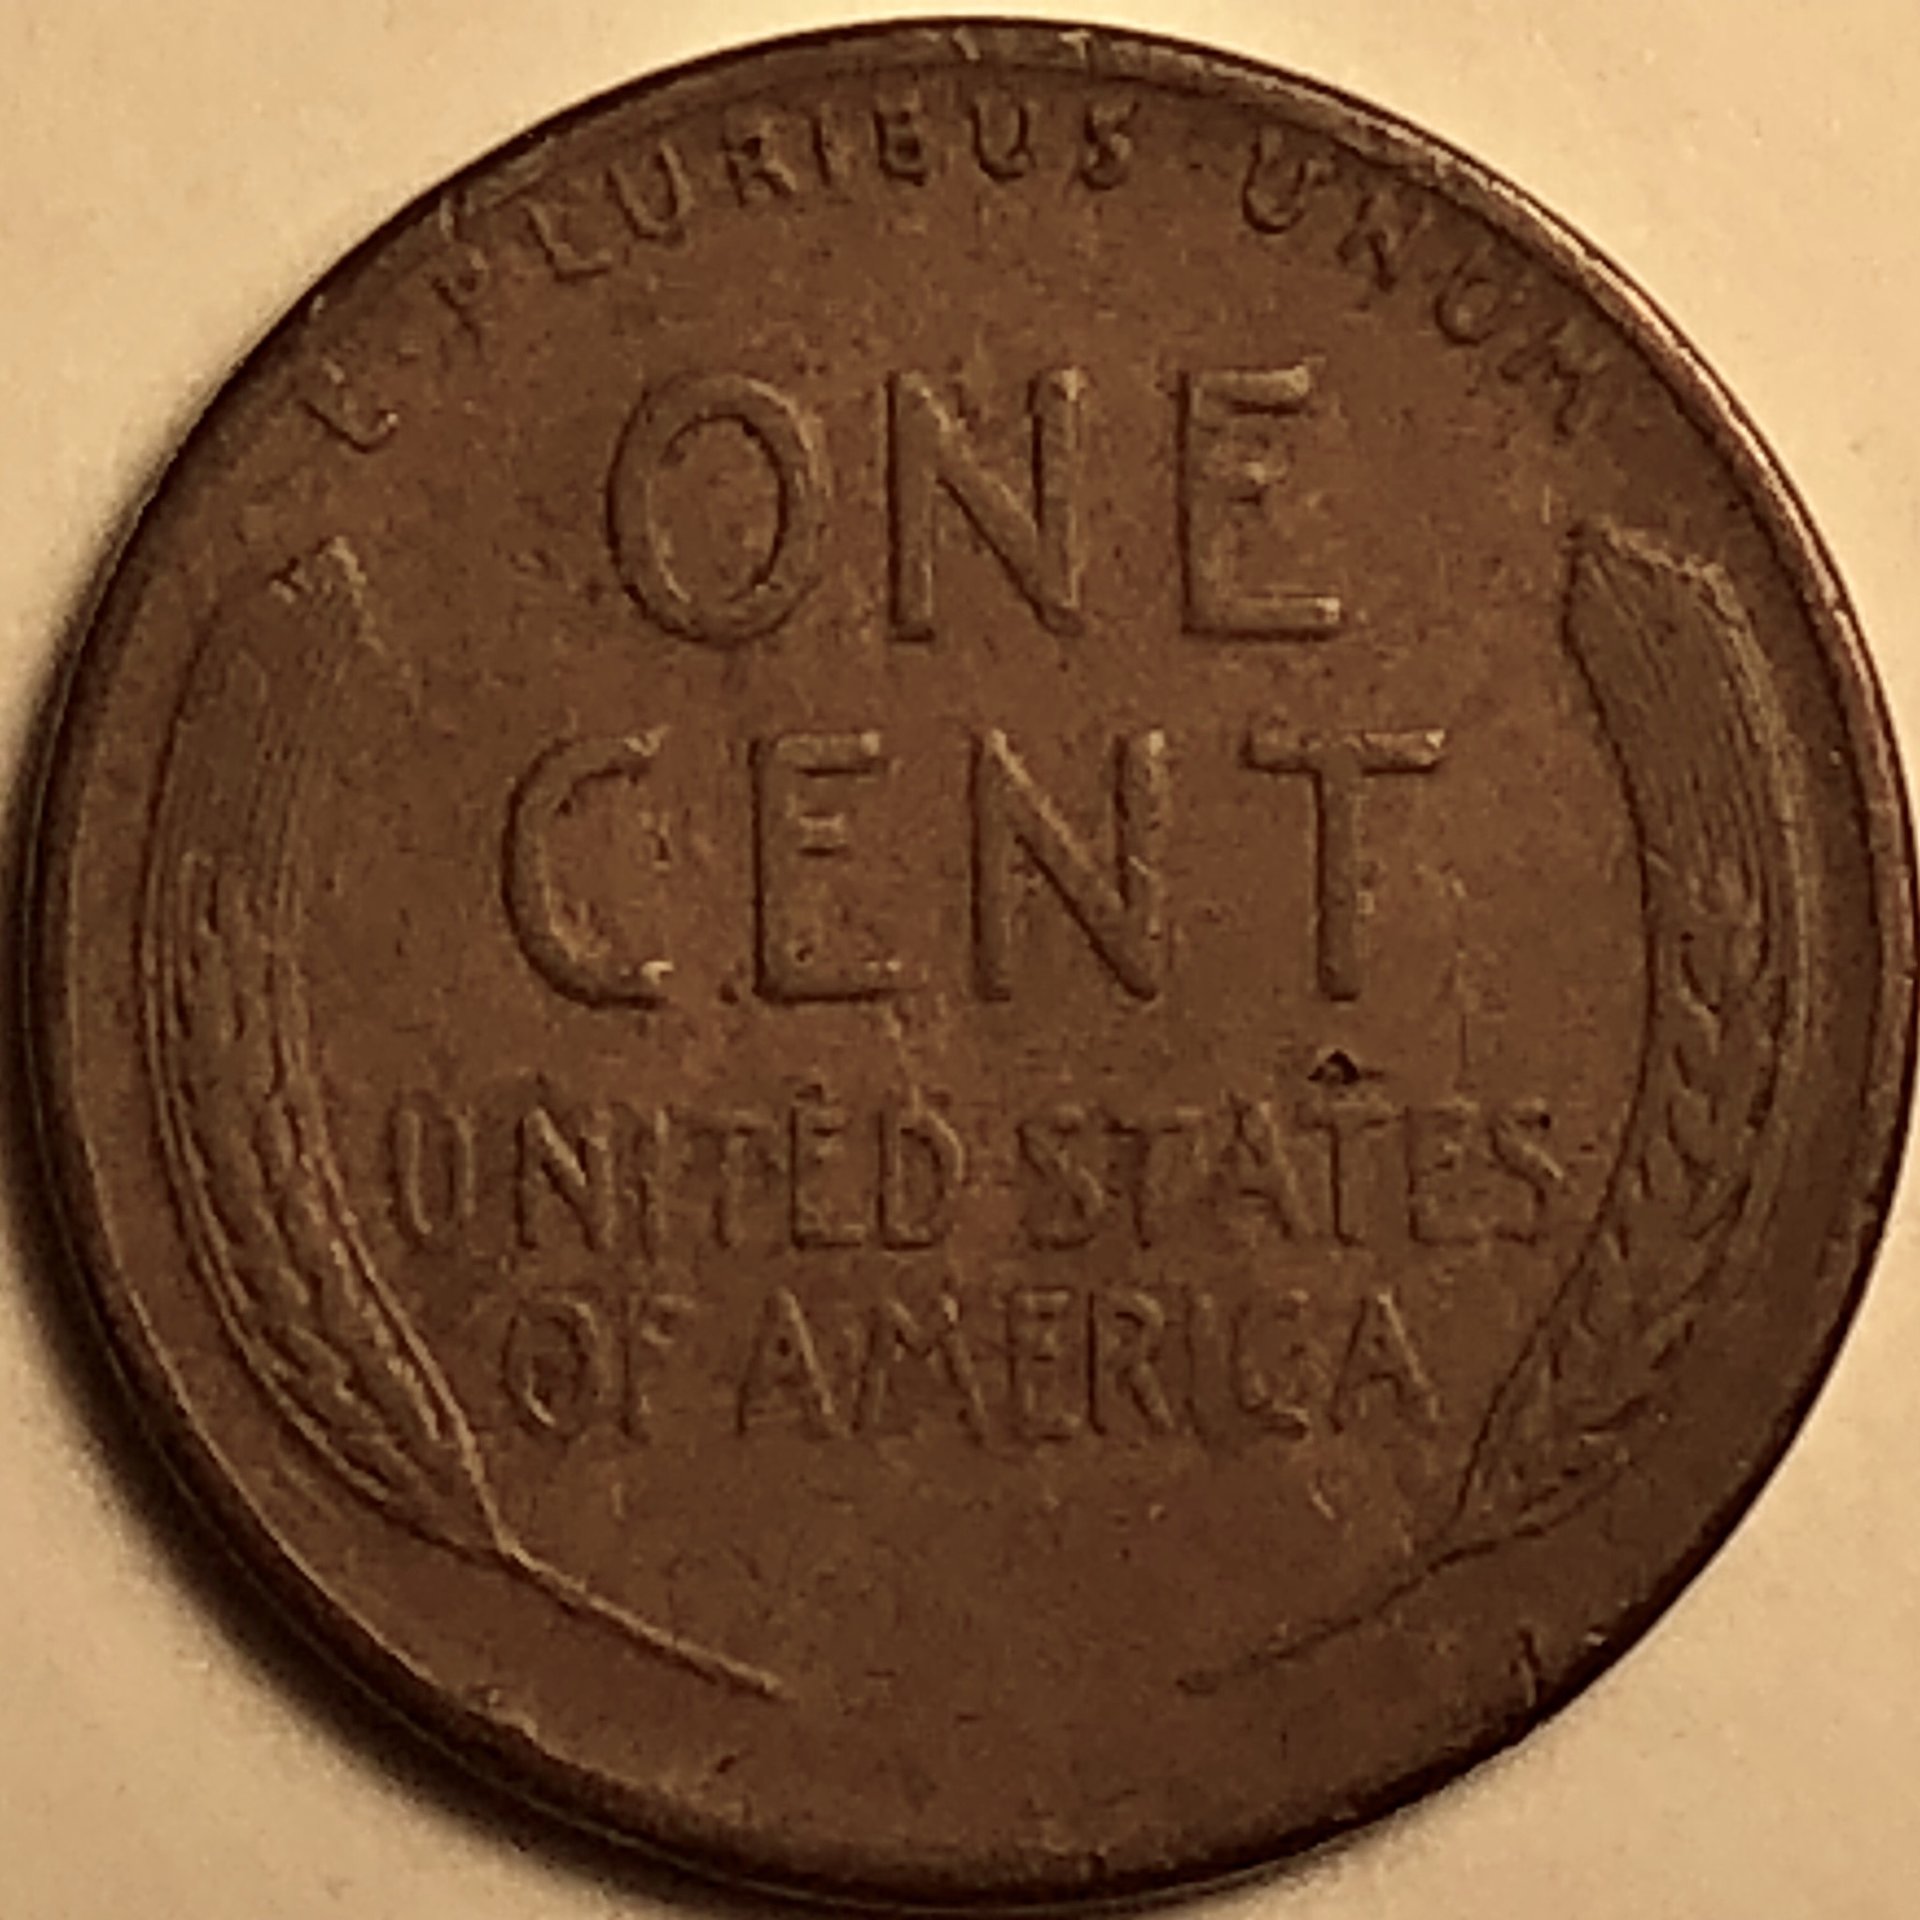 E · PLURIBUS · UNUM
ONE
CENT
UNITED STATES
OF AMERICA